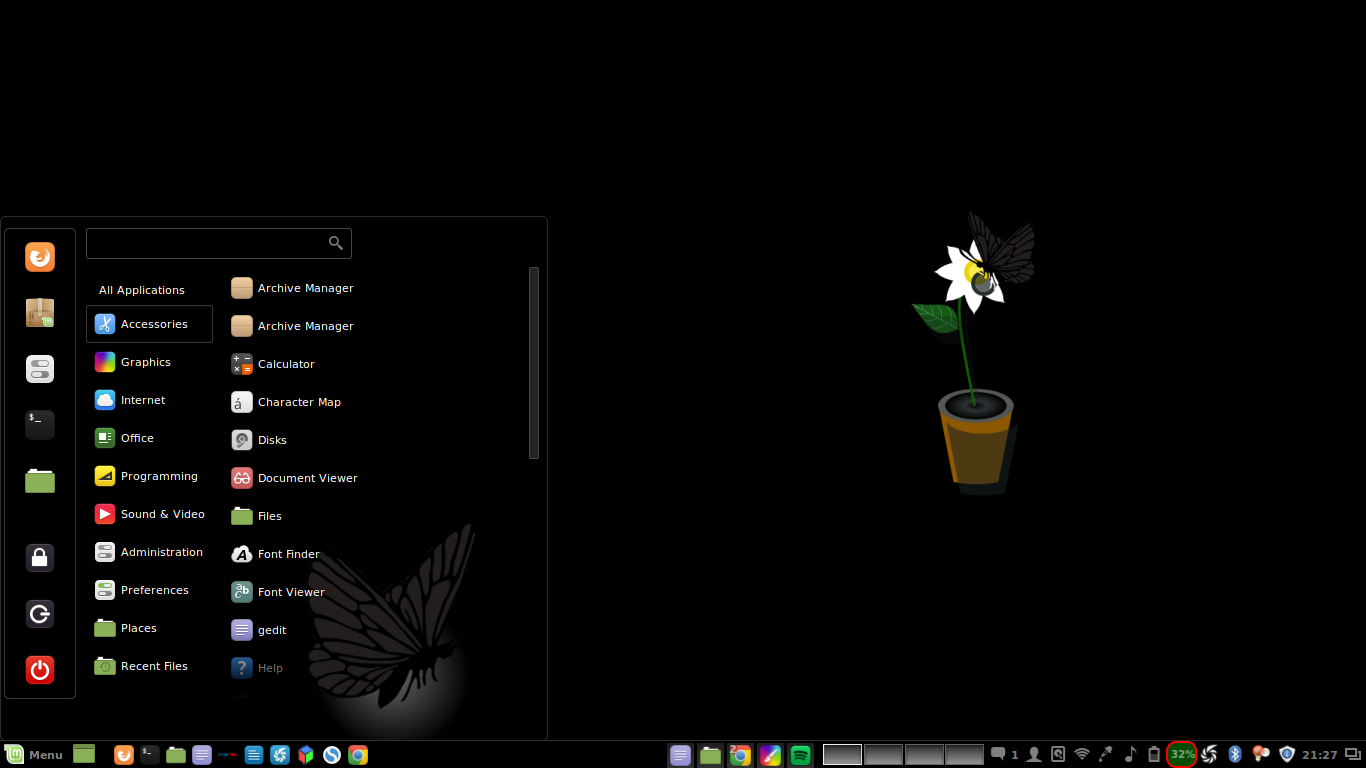 All Applications
Accessories
Graphics
Internet
Office
Programming
Sound & Video
Administration
Preferences
Places
Recent Files
Archive Manager
Archive Manager
Calculator
Character Map
Disks
Document Viewer
Files
Font Finder
Font Viewer
gedit
Help
Menu
2
1
32%
21:27